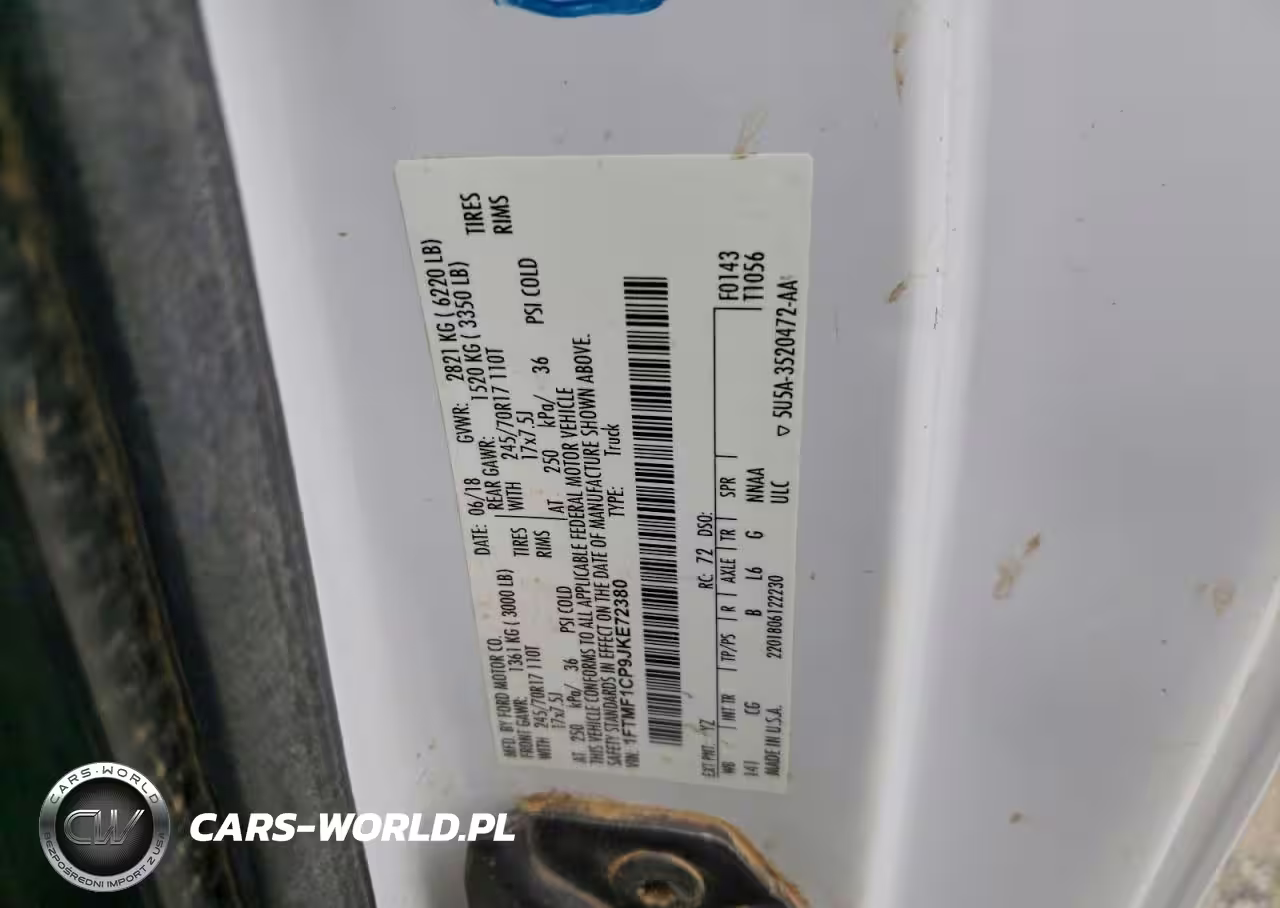 MFD. BY FORD MOTOR CO.
DATE: 06/18 GVWR: 2821 KG ( 6220 LB)
FRONT GAWR: 1361 KG ( 3000 LB)
REAR GAWR: 1520 KG ( 3350 LB)
WITH 245/70R17 110T TIRES
WITH 245/70R17 110T TIRES
17x7.5J RIMS
17x7.5J RIMS
AT 250 kPa/ 36 PSI COLD
AT 250 kPa/ 36 PSI COLD
THIS VEHICLE CONFORMS TO ALL APPLICABLE FEDERAL MOTOR VEHICLE
SAFETY STANDARDS IN EFFECT ON THE DATE OF MANUFACTURE SHOWN ABOVE.
VIN: 1FTMF1CP9JKE72380 TYPE: Truck
EXT PNT: YZ RC: 72 DSO:
WB INT TR TP/PS R AXLE TR SPR F0143
141 CG B L6 G NNAA T1056
MADE IN U.S.A. 2201806122230 ULC
5U5A-3520472-AA
CARS-WORLD
CW
BEZPOŚREDNI IMPORT Z USA
CARS-WORLD.PL